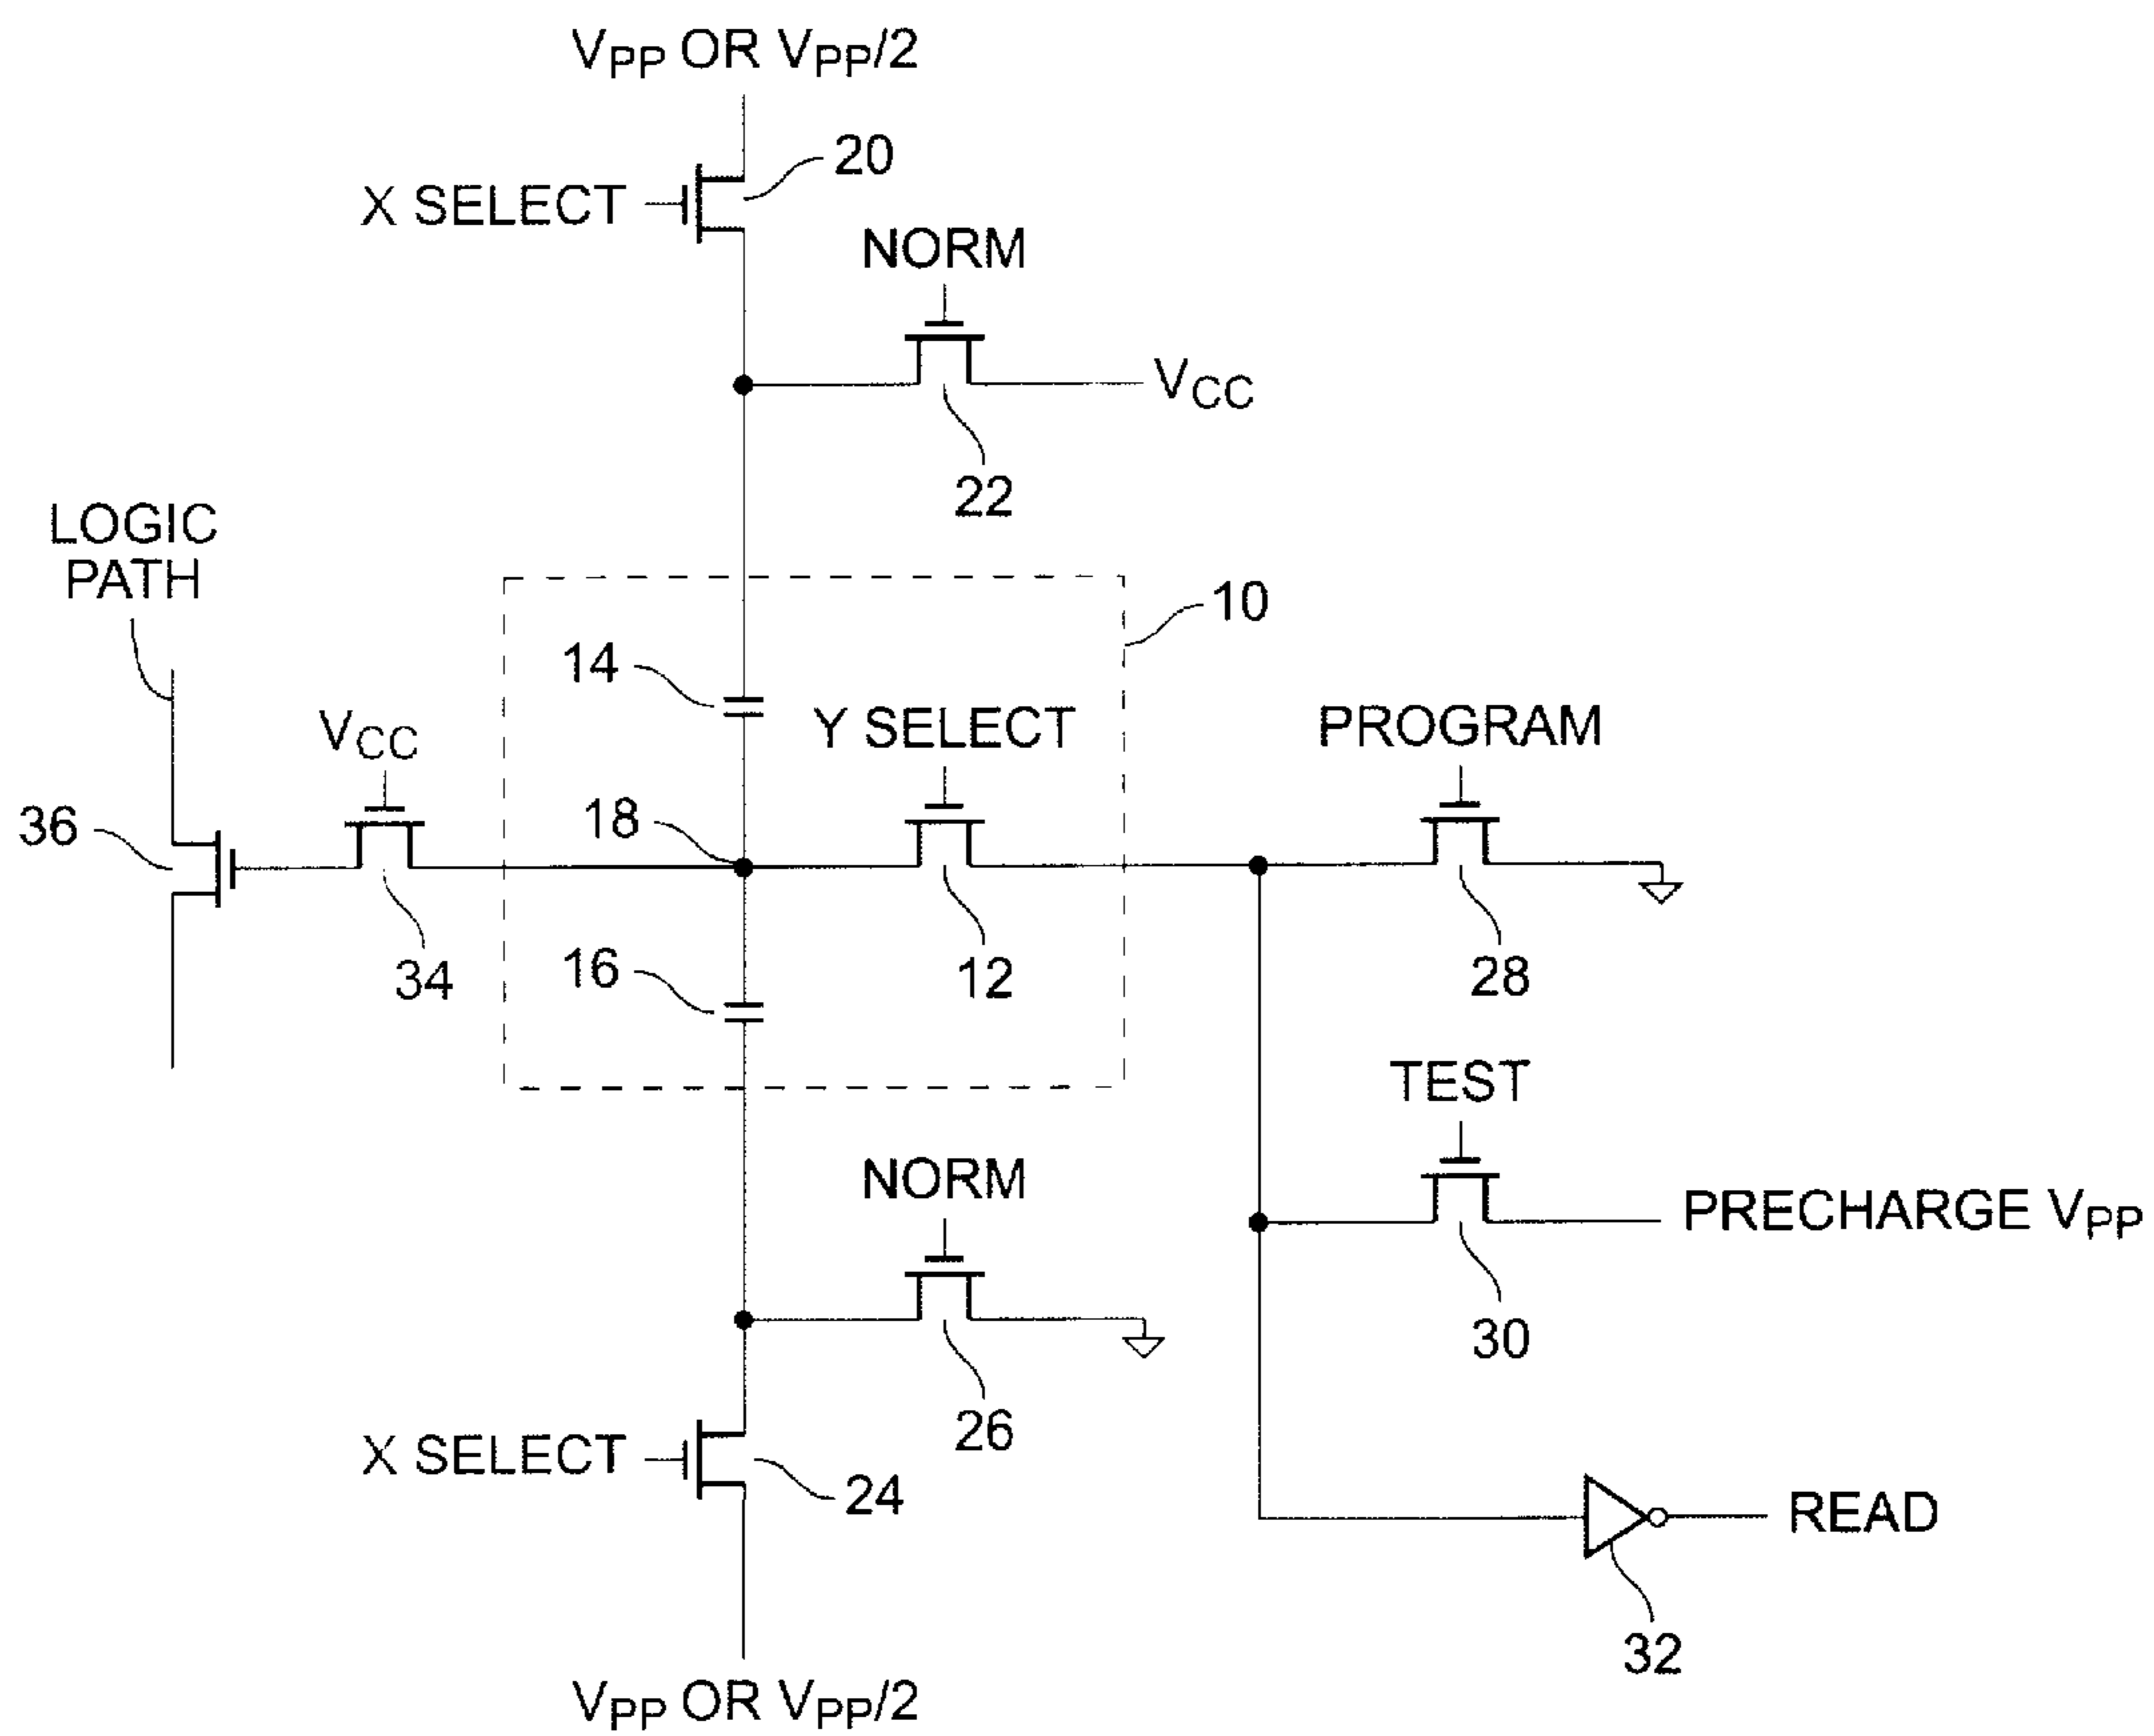 VPP OR VPP/2
20
X SELECT
NORM
VCC
22
LOGIC
PATH
10
14
VCC
Y SELECT
PROGRAM
36
18
34
16
12
28
TEST
NORM
PRECHARGE VPP
30
26
X SELECT
24
READ
32
VPP OR VPP/2